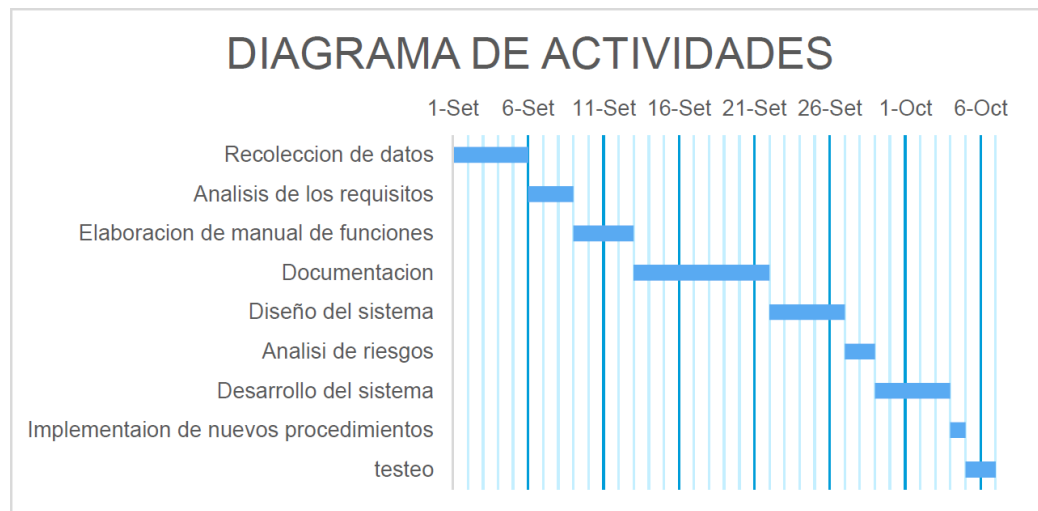 DIAGRAMA DE ACTIVIDADES
1-Set 6-Set 11-Set 16-Set 21-Set 26-Set 1-Oct 6-Oct
Recoleccion de datos
Analisis de los requisitos
Elaboracion de manual de funciones
Documentacion
Diseño del sistema
Analisi de riesgos
Desarrollo del sistema
Implementaion de nuevos procedimientos
testeo